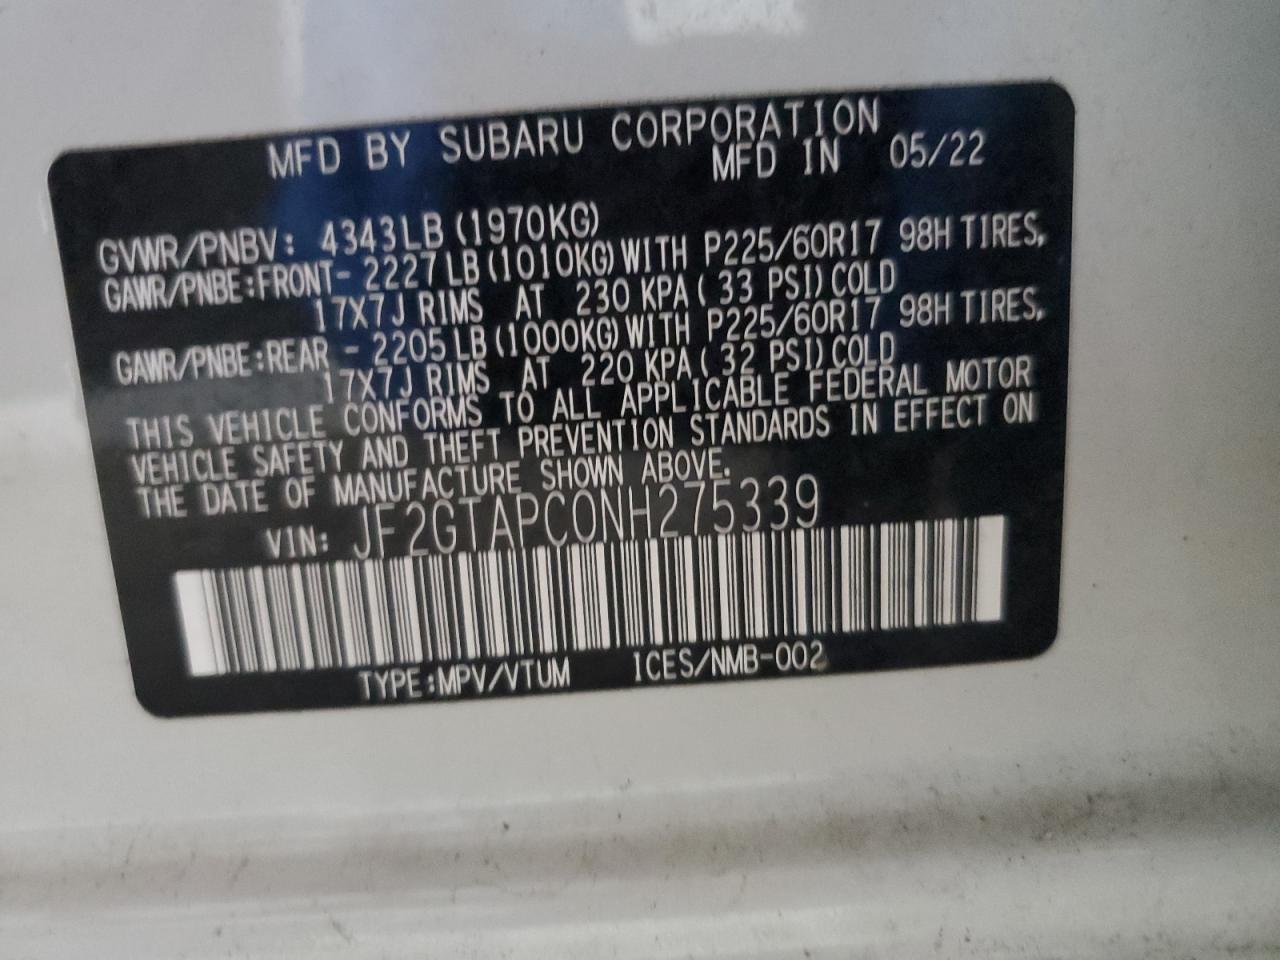 MFD BY SUBARU CORPORATION
MFD IN 05/22
GVWR/PNBV: 4343LB (1970KG)
GAWR/PNBE:FRONT- 2227 LB (1010KG) WITH P225/60R17 98H TIRES,
17X7J RIMS AT 230 KPA ( 33 PSI) COLD
GAWR/PNBE:REAR - 2205 LB (1000KG) WITH P225/60R17 98H TIRES,
17X7J RIMS AT 220 KPA ( 32 PSI) COLD
THIS VEHICLE CONFORMS TO ALL APPLICABLE FEDERAL MOTOR
VEHICLE SAFETY AND THEFT PREVENTION STANDARDS IN EFFECT ON
THE DATE OF MANUFACTURE SHOWN ABOVE.
VIN: JF2GTAPC0NH275339
TYPE:MPV/VTUM ICES/NMB-002